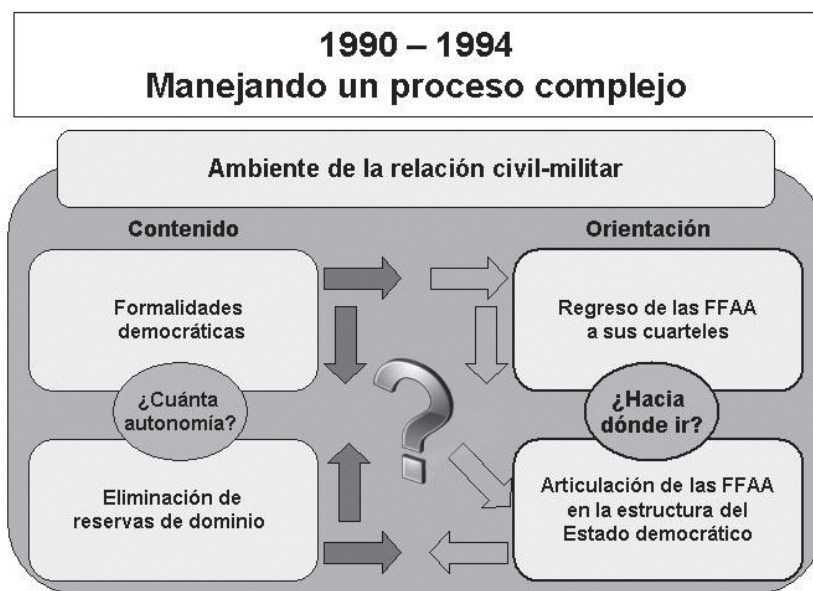 1990 – 1994
Manejando un proceso complejo
Ambiente de la relación civil-militar
Contenido
Orientación
Formalidades
democráticas
Regreso de las FFAA
a sus cuarteles
¿Cuánta
autonomía?
?
¿Hacia
dónde ir?
Eliminación de
reservas de dominio
Articulación de las FFAA
en la estructura del
Estado democrático